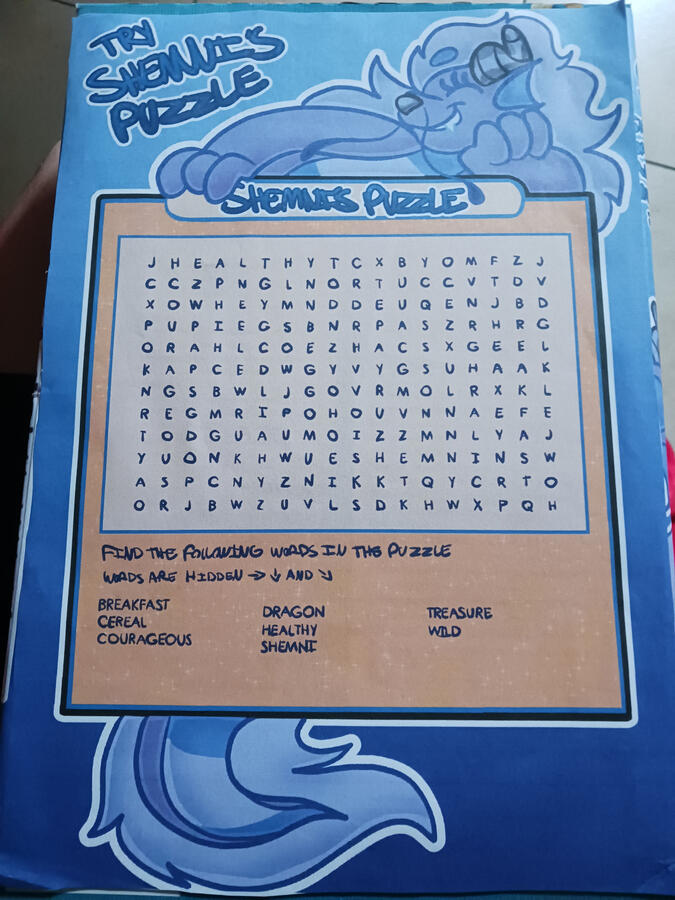 TRY
SHEMNI'S
PUZZLE
SHEMNI'S PUZZLE
J H E A L T H Y T C X B Y O M F Z J
C C Z P N G L N O R T U C C V T D V
X O W H E Y M N D D E U Q E N J B D
P U P I E G S B N R P A S Z R H R G
O R A H L C O E Z H A C S X G E E L
K A P C E D W G Y V Y G S U H A A K
N G S B W L J G O V R M O L R X K L
R E G M R I P O H O U V N N A E F E
T O D G U A U M O I Z Z M N L Y A J
Y U O N K H W U E S H E M N I N S W
A S P C N Y Z N I K K T Q Y C R T O
O R J B W Z U V L S D K H W X P Q H
FIND THE FOLLOWING WORDS IN THE PUZZLE
WORDS ARE HIDDEN → ↓ AND ↘
BREAKFAST
CEREAL
COURAGEOUS
DRAGON
HEALTHY
SHEMNI
TREASURE
WILD